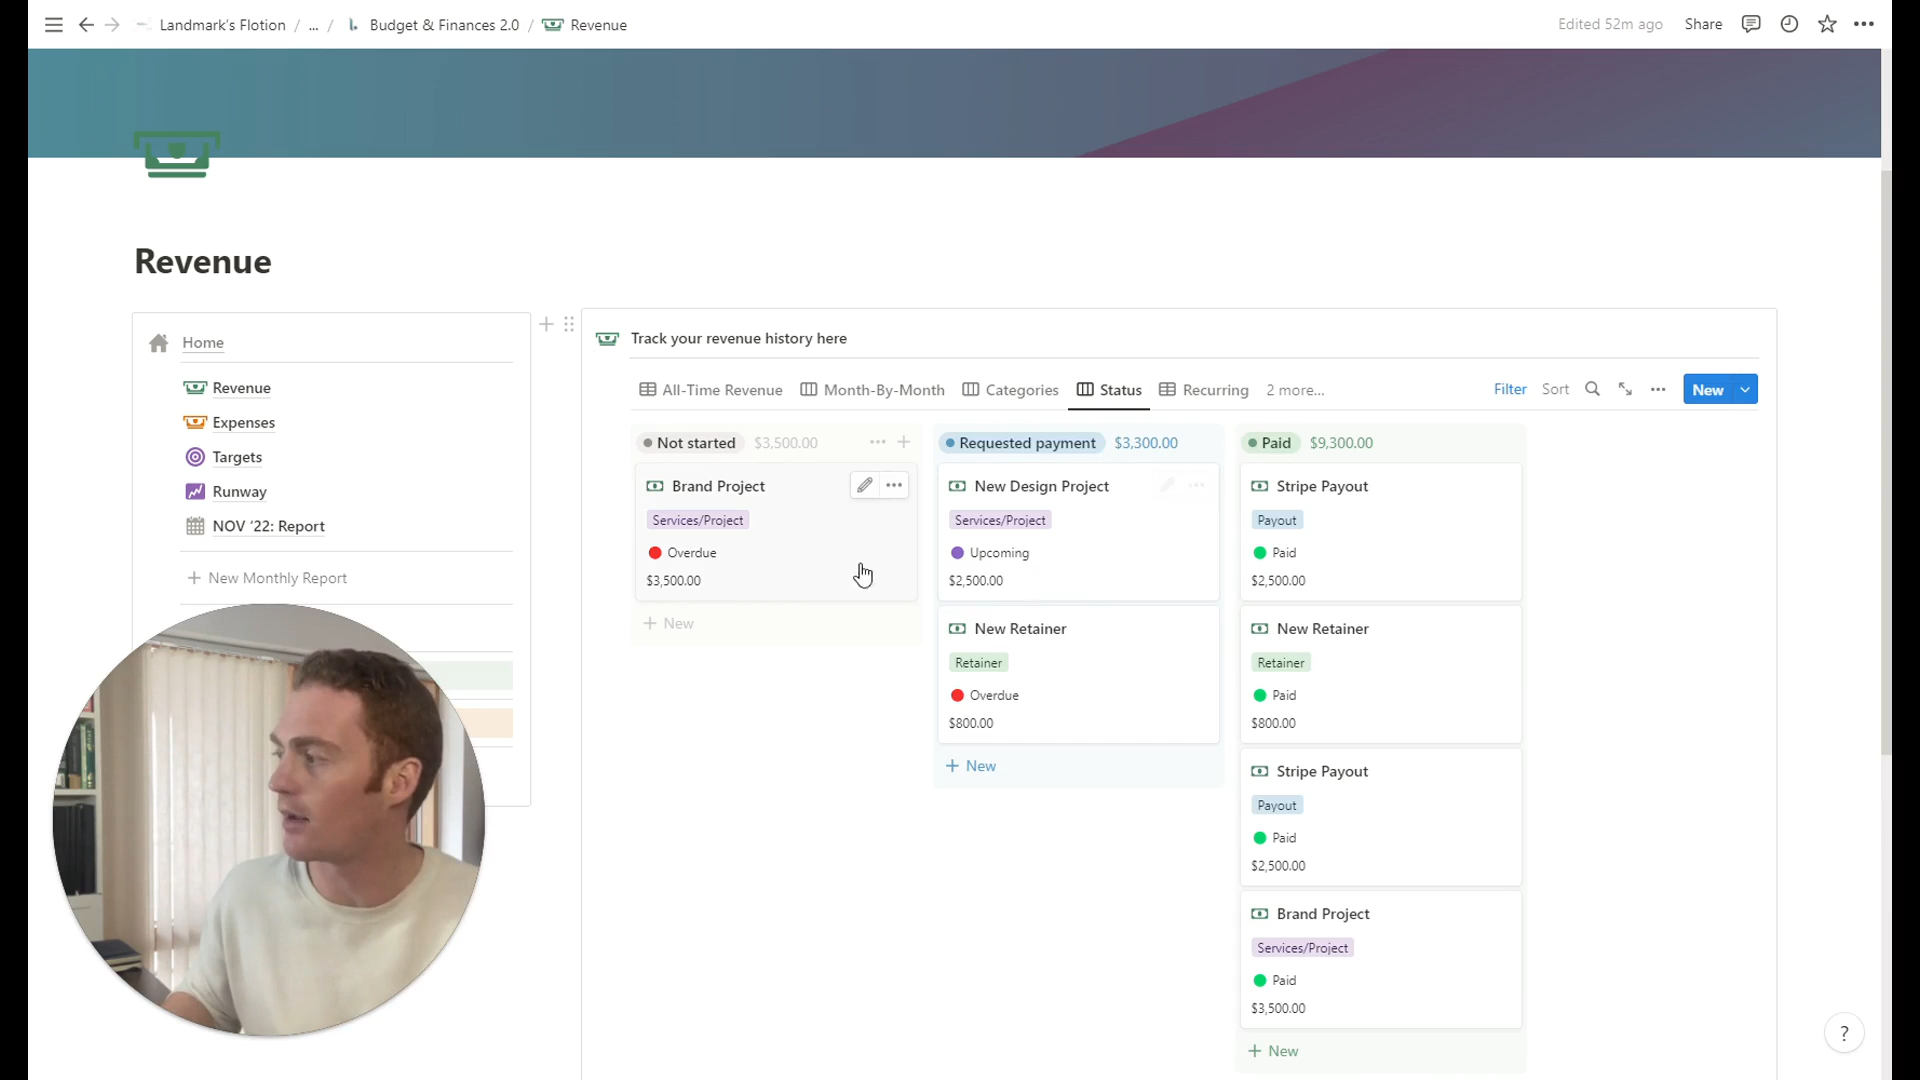 Landmark's Flotion / ... / Budget & Finances 2.0 / Revenue
Edited 52m ago Share
Revenue
Home
Revenue
Expenses
Targets
Runway
NOV '22: Report
New Monthly Report
Track your revenue history here
All-Time Revenue Month-By-Month Categories Status Recurring 2 more...
Filter Sort New
Not started $3,500.00
Brand Project
Services/Project
Overdue
$3,500.00
New
Requested payment $3,300.00
New Design Project
Services/Project
Upcoming
$2,500.00
New Retainer
Retainer
Overdue
$800.00
New
Paid $9,300.00
Stripe Payout
Payout
Paid
$2,500.00
New Retainer
Retainer
Paid
$800.00
Stripe Payout
Payout
Paid
$2,500.00
Brand Project
Services/Project
Paid
$3,500.00
New
?